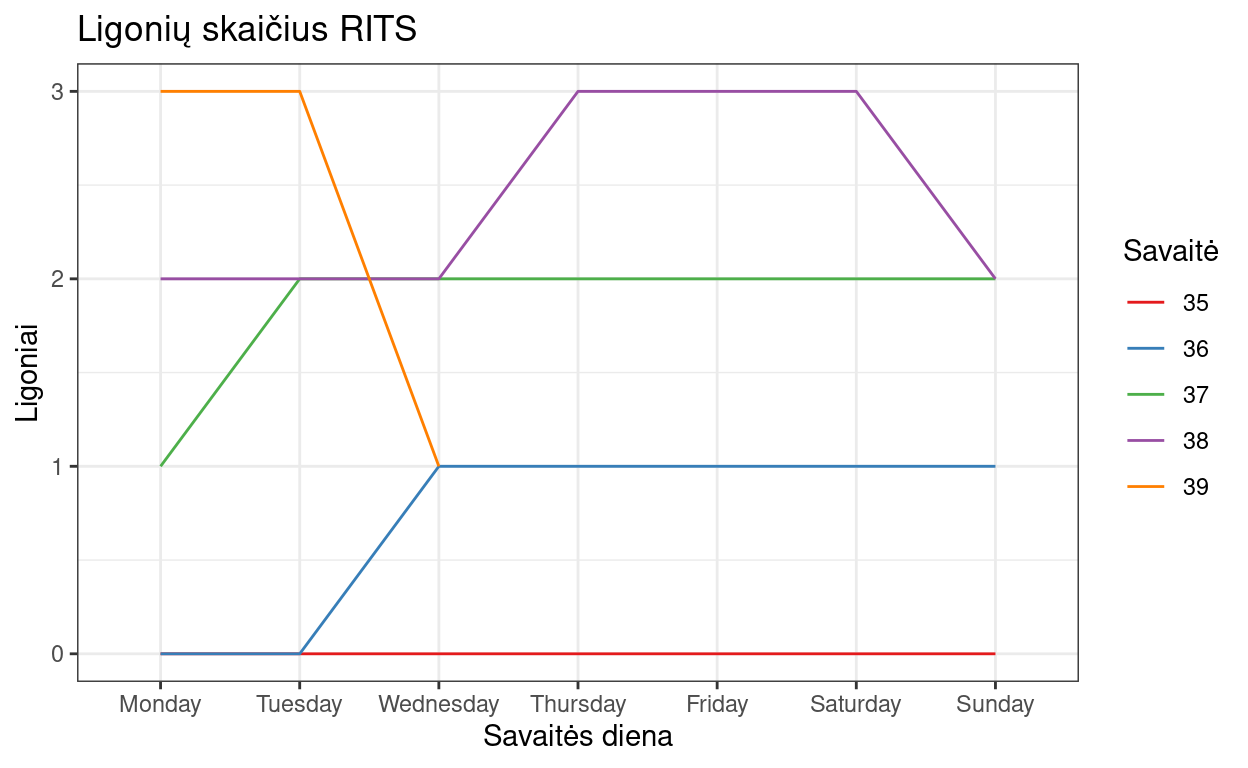 Ligonių skaičius RITS
Ligoniai
3
2
1
0
Monday Tuesday Wednesday Thursday Friday Saturday Sunday
Savaitės diena
Savaitė
35
36
37
38
39